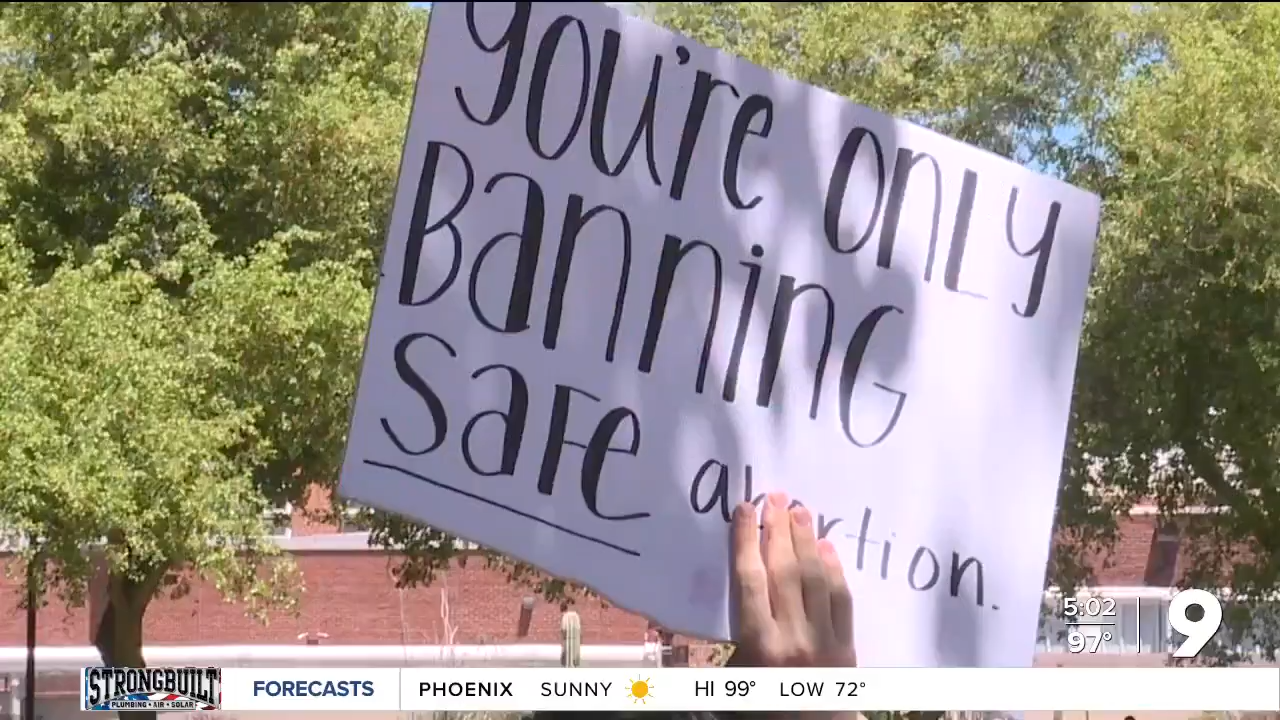 you're only
Banning
Safe abortion.
5:02
97°
9
STRONGBUILT
PLUMBING • AIR • SOLAR
FORECASTS
PHOENIX SUNNY HI 99° LOW 72°